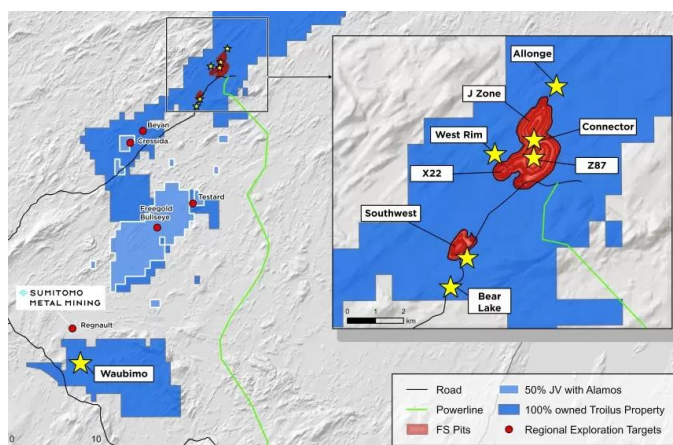 Allonge
J Zone
Connector
West Rim
X22
Z87
Southwest
Bear
Lake
0 1 2
km
Beyan
Cressida
Testard
Freegold
Bullseye
SUMITOMO
METAL MINING
Regnault
Waubimo
0 10
Road
Powerline
FS Pits
50% JV with Alamos
100% owned Troilus Property
Regional Exploration Targets